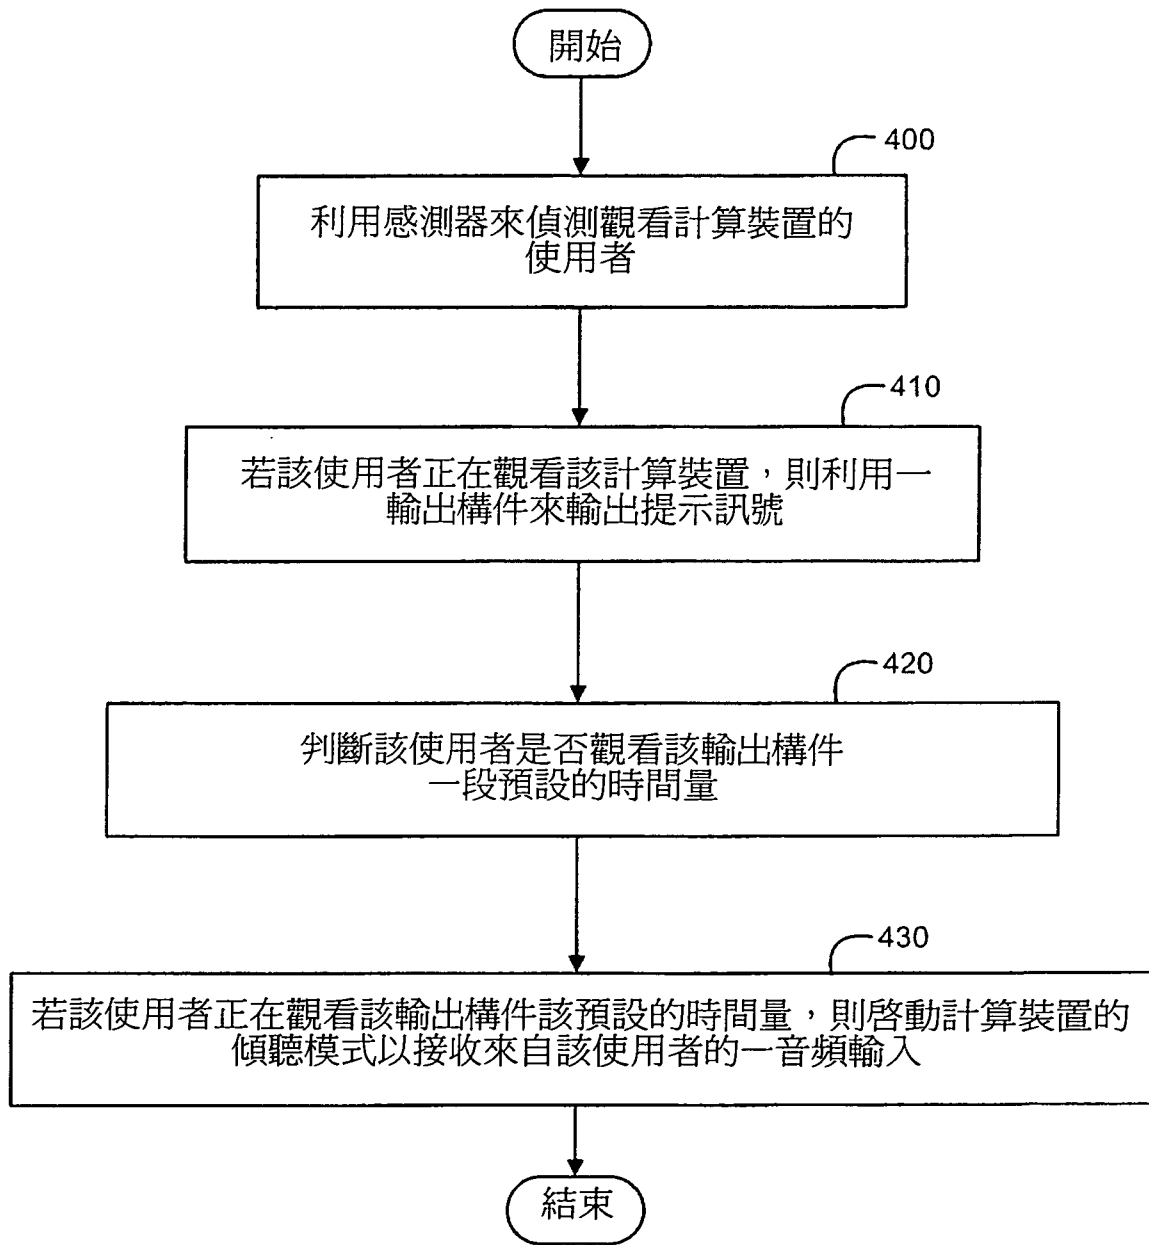 開始
400
利用感測器來偵測觀看計算裝置的
使用者
410
若該使用者正在觀看該計算裝置，則利用一
輸出構件來輸出提示訊號
420
判斷該使用者是否觀看該輸出構件
一段預設的時間量
430
若該使用者正在觀看該輸出構件該預設的時間量，則啓動計算裝置的
傾聽模式以接收來自該使用者的一音頻輸入
結束